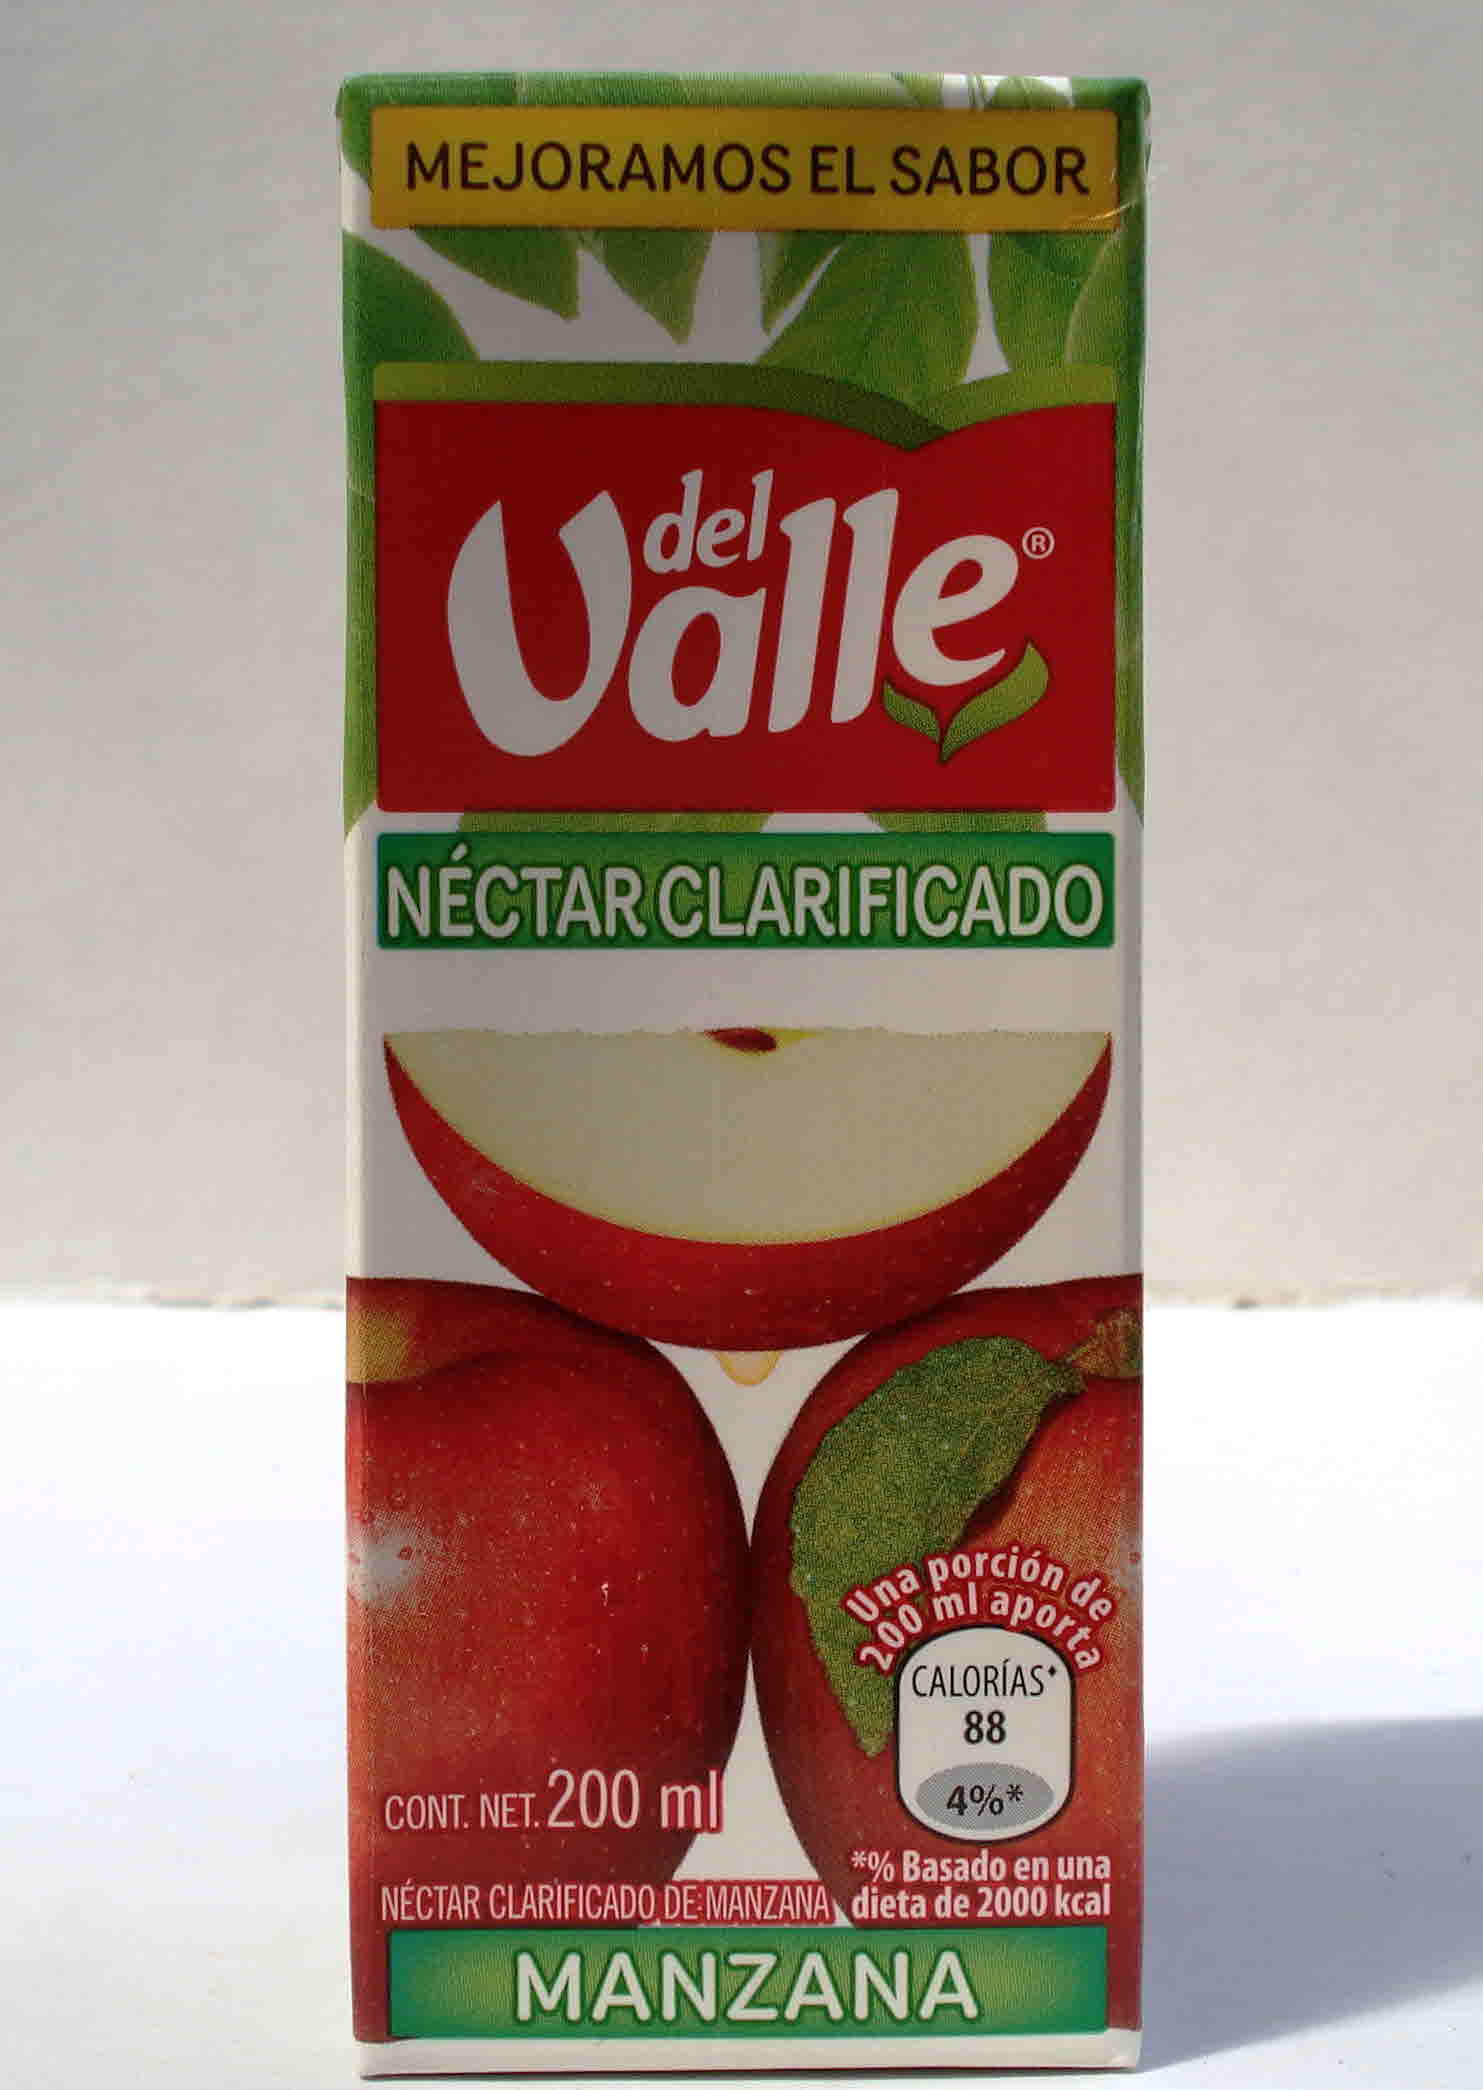 MEJORAMOS EL SABOR
del
Valle®
NÉCTAR CLARIFICADO
Una porción de
200 ml aporta
CALORÍAS♦
88
4%*
CONT. NET. 200 ml
*% Basado en una
dieta de 2000 kcal
NÉCTAR CLARIFICADO DE MANZANA
MANZANA